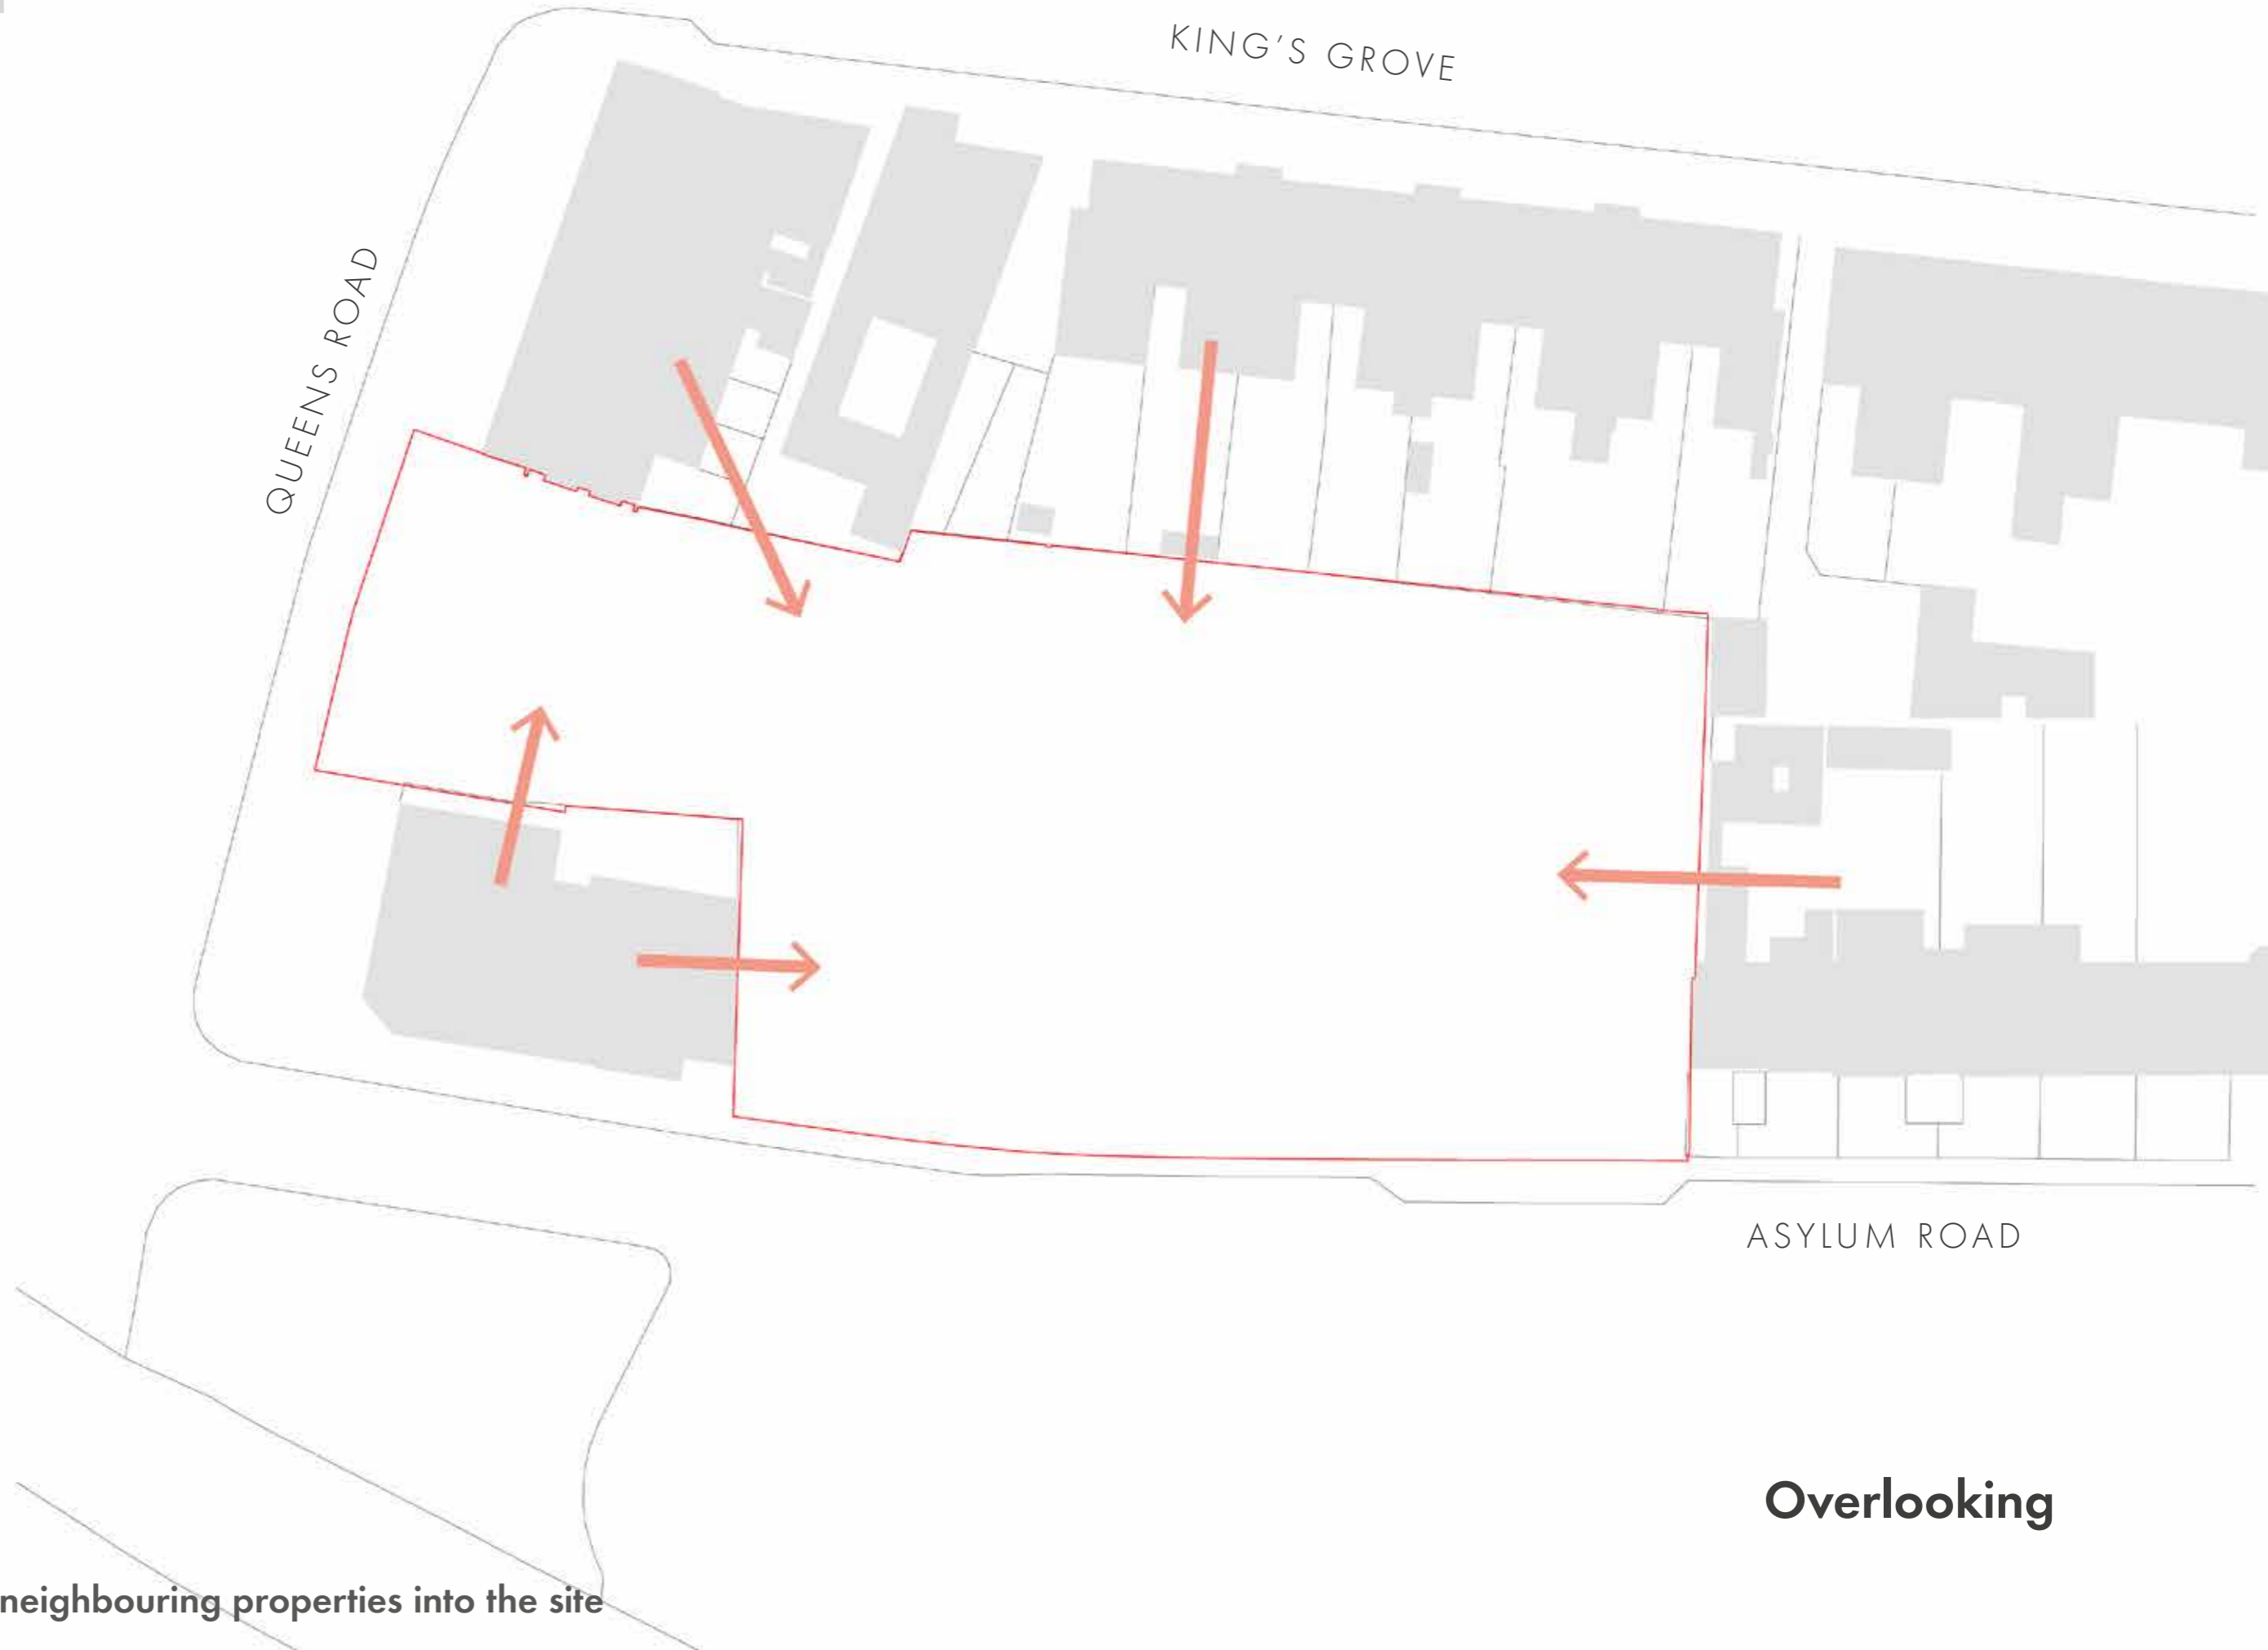 KING'S GROVE
QUEENS ROAD
ASYLUM ROAD
Overlooking
neighbouring properties into the site